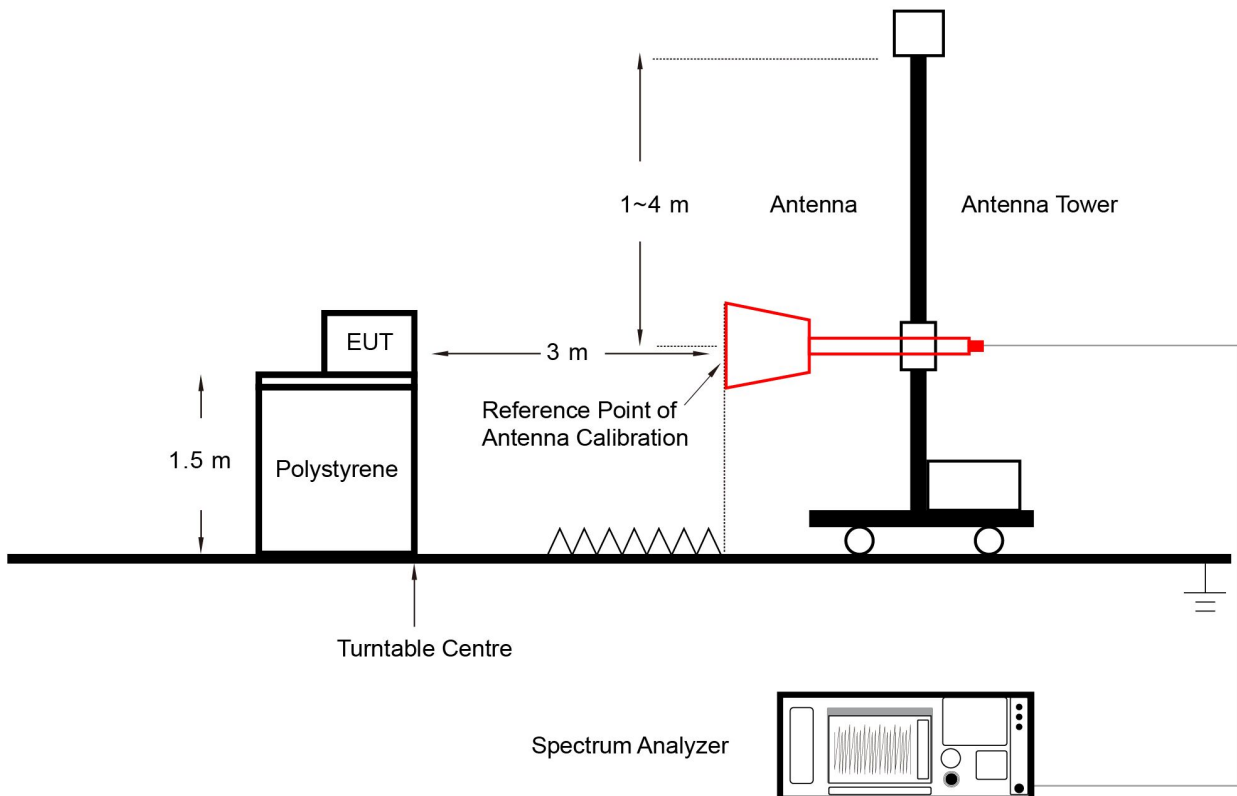 1~4 m
Antenna
Antenna Tower
EUT
3 m
Reference Point of
Antenna Calibration
1.5 m
Polystyrene
Turntable Centre
Spectrum Analyzer